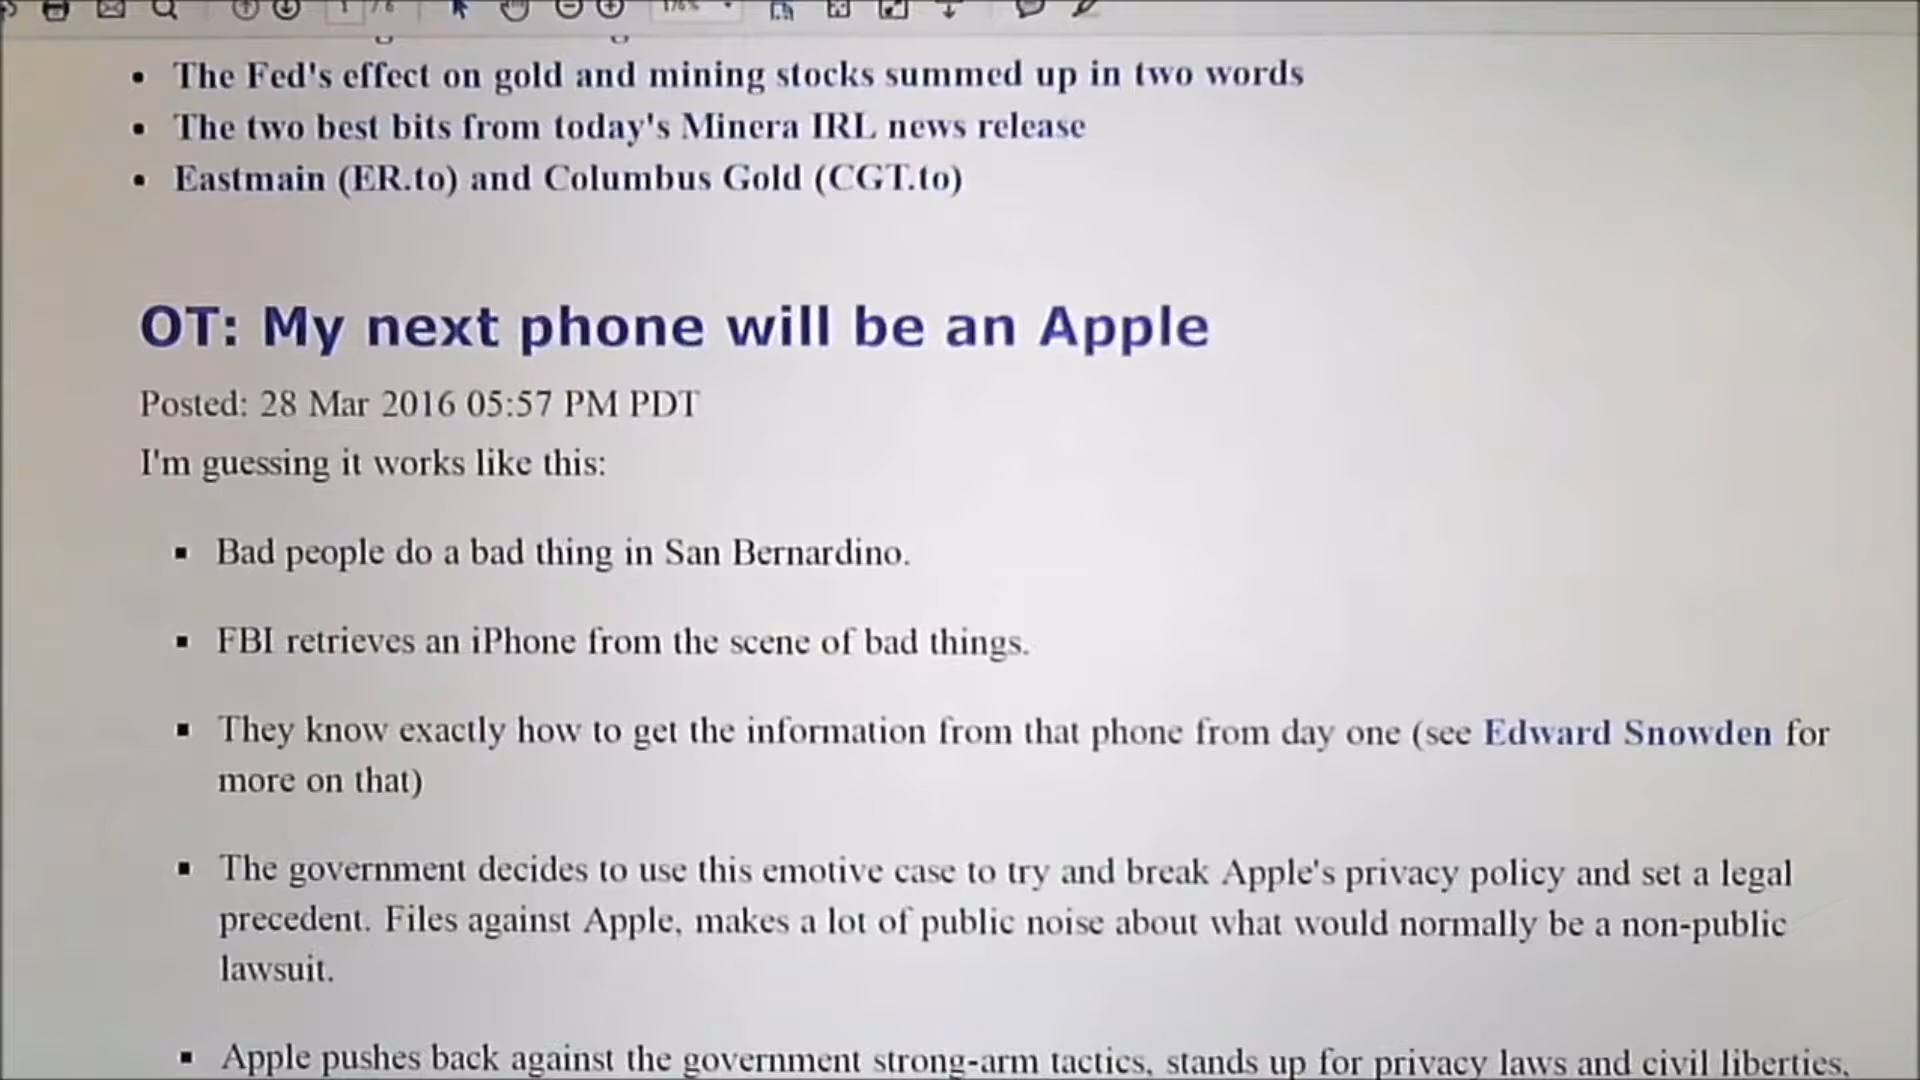 1 / 6 176%
The Fed's effect on gold and mining stocks summed up in two words
The two best bits from today's Minera IRL news release
Eastmain (ER.to) and Columbus Gold (CGT.to)
OT: My next phone will be an Apple
Posted: 28 Mar 2016 05:57 PM PDT
I'm guessing it works like this:
Bad people do a bad thing in San Bernardino.
FBI retrieves an iPhone from the scene of bad things.
They know exactly how to get the information from that phone from day one (see Edward Snowden for
more on that)
The government decides to use this emotive case to try and break Apple's privacy policy and set a legal
precedent. Files against Apple, makes a lot of public noise about what would normally be a non-public
lawsuit.
Apple pushes back against the government strong-arm tactics, stands up for privacy laws and civil liberties,